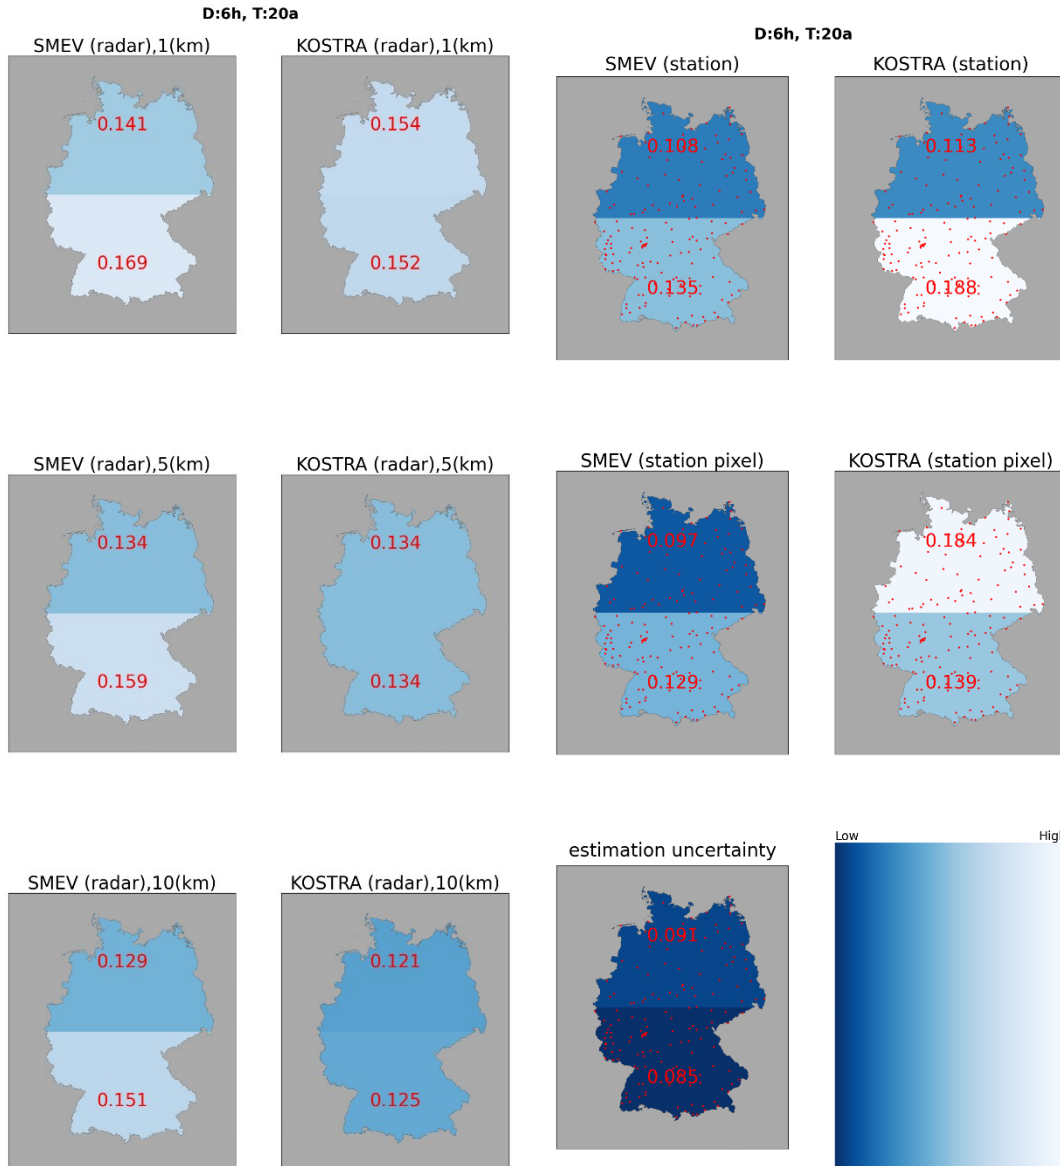 D:6h, T:20a
SMEV (radar),1(km)
KOSTRA (radar),1(km)
0.141
0.154
0.169
0.152
D:6h, T:20a
SMEV (station)
KOSTRA (station)
0.108
0.113
0.135
0.188
SMEV (radar),5(km)
KOSTRA (radar),5(km)
0.134
0.134
0.159
0.134
SMEV (station pixel)
KOSTRA (station pixel)
0.097
0.184
0.129
0.139
SMEV (radar),10(km)
KOSTRA (radar),10(km)
0.129
0.121
0.151
0.125
estimation uncertainty
0.091
0.085
Low
High